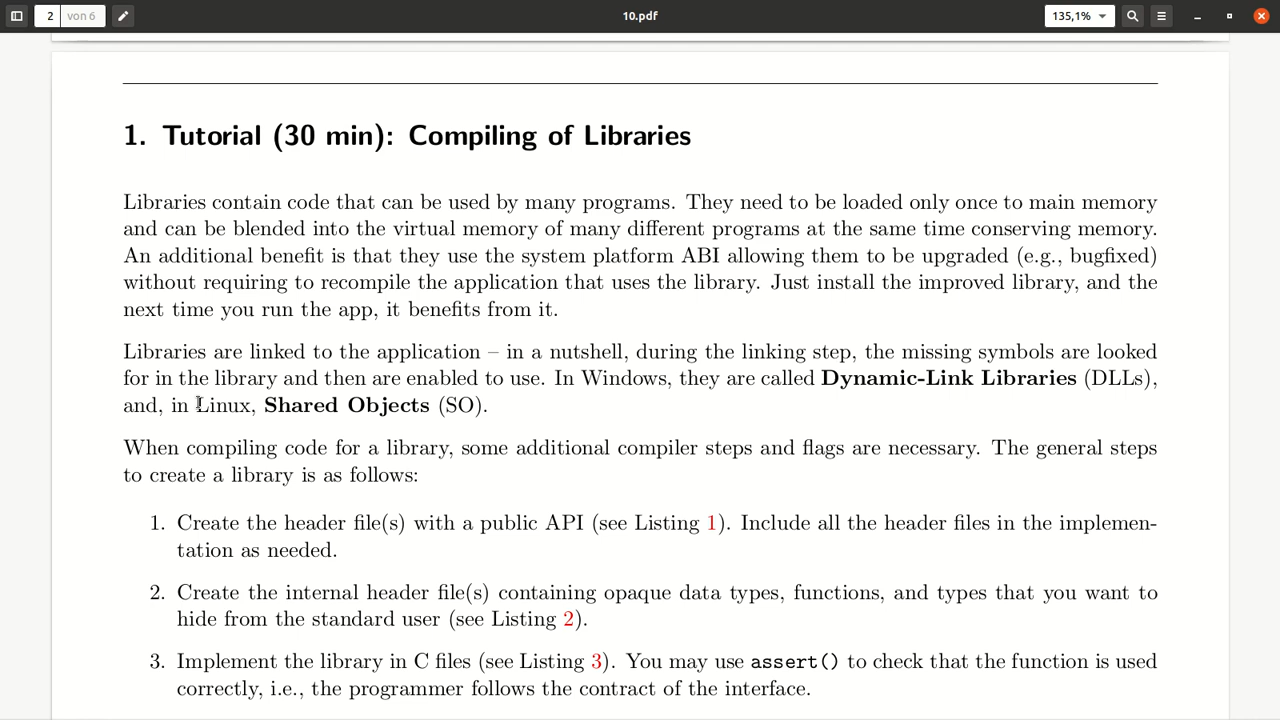 2 von 6 10.pdf 135,1%
1. Tutorial (30 min): Compiling of Libraries
Libraries contain code that can be used by many programs. They need to be loaded only once to main memory
and can be blended into the virtual memory of many different programs at the same time conserving memory.
An additional benefit is that they use the system platform ABI allowing them to be upgraded (e.g., bugfixed)
without requiring to recompile the application that uses the library. Just install the improved library, and the
next time you run the app, it benefits from it.
Libraries are linked to the application – in a nutshell, during the linking step, the missing symbols are looked
for in the library and then are enabled to use. In Windows, they are called Dynamic-Link Libraries (DLLs),
and, in Linux, Shared Objects (SO).
When compiling code for a library, some additional compiler steps and flags are necessary. The general steps
to create a library is as follows:
1. Create the header file(s) with a public API (see Listing 1). Include all the header files in the implemen-
tation as needed.
2. Create the internal header file(s) containing opaque data types, functions, and types that you want to
hide from the standard user (see Listing 2).
3. Implement the library in C files (see Listing 3). You may use assert() to check that the function is used
correctly, i.e., the programmer follows the contract of the interface.